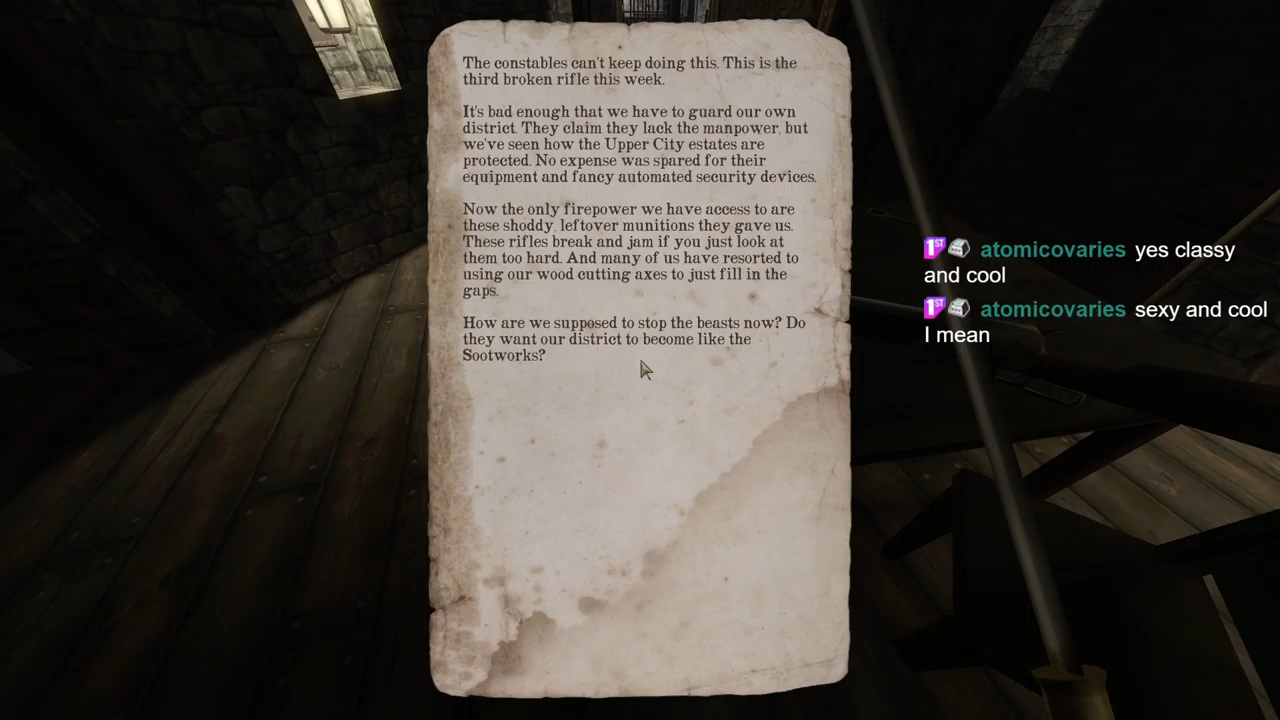 The constables can't keep doing this. This is the
third broken rifle this week.
It's bad enough that we have to guard our own
district. They claim they lack the manpower, but
we've seen how the Upper City estates are
protected. No expense was spared for their
equipment and fancy automated security devices.
Now the only firepower we have access to are
these shoddy, leftover munitions they gave us.
These rifles break and jam if you just look at
them too hard. And many of us have resorted to
using our wood cutting axes to just fill in the
gaps.
How are we supposed to stop the beasts now? Do
they want our district to become like the
Sootworks?
1ST atomicovaries yes classy
and cool
1ST atomicovaries sexy and cool
I mean